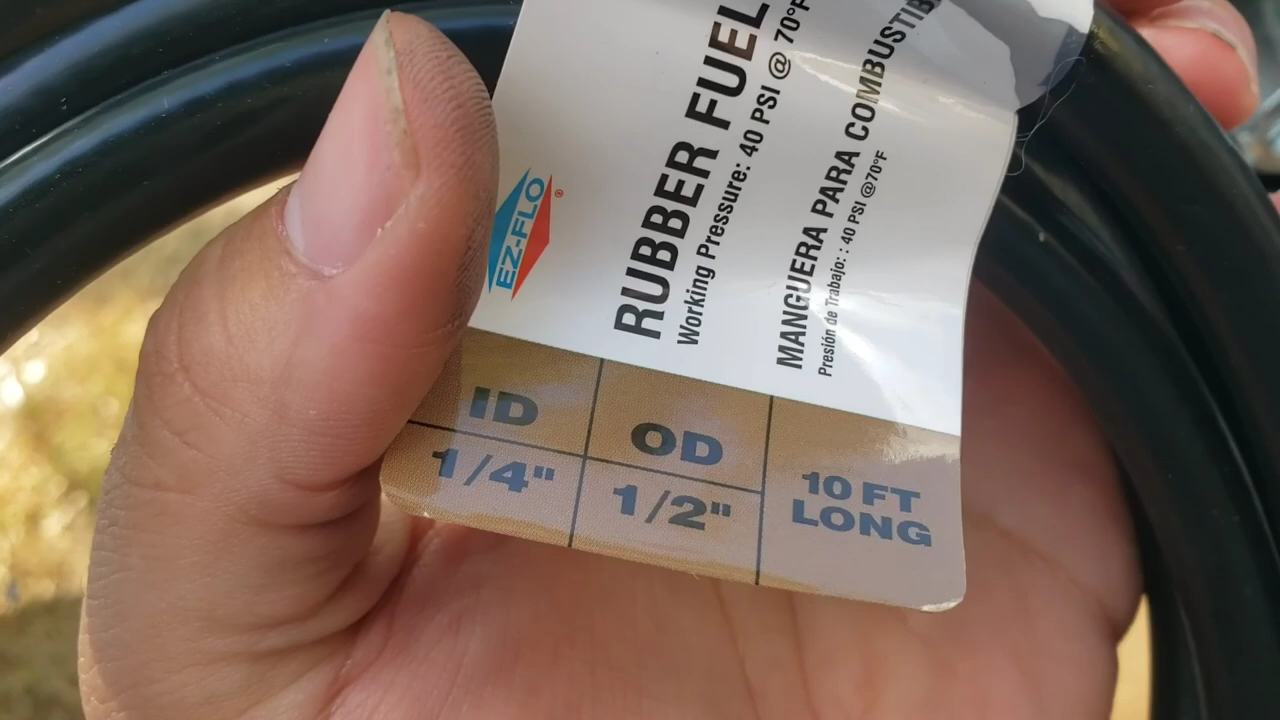 EZ-FLO®
RUBBER FUEL
Working Pressure: 40 PSI @ 70°F
MANGUERA PARA
Presión de Trabajo: : 40 PSI @70°F
ID
1/4"
OD
1/2"
10 FT
LONG